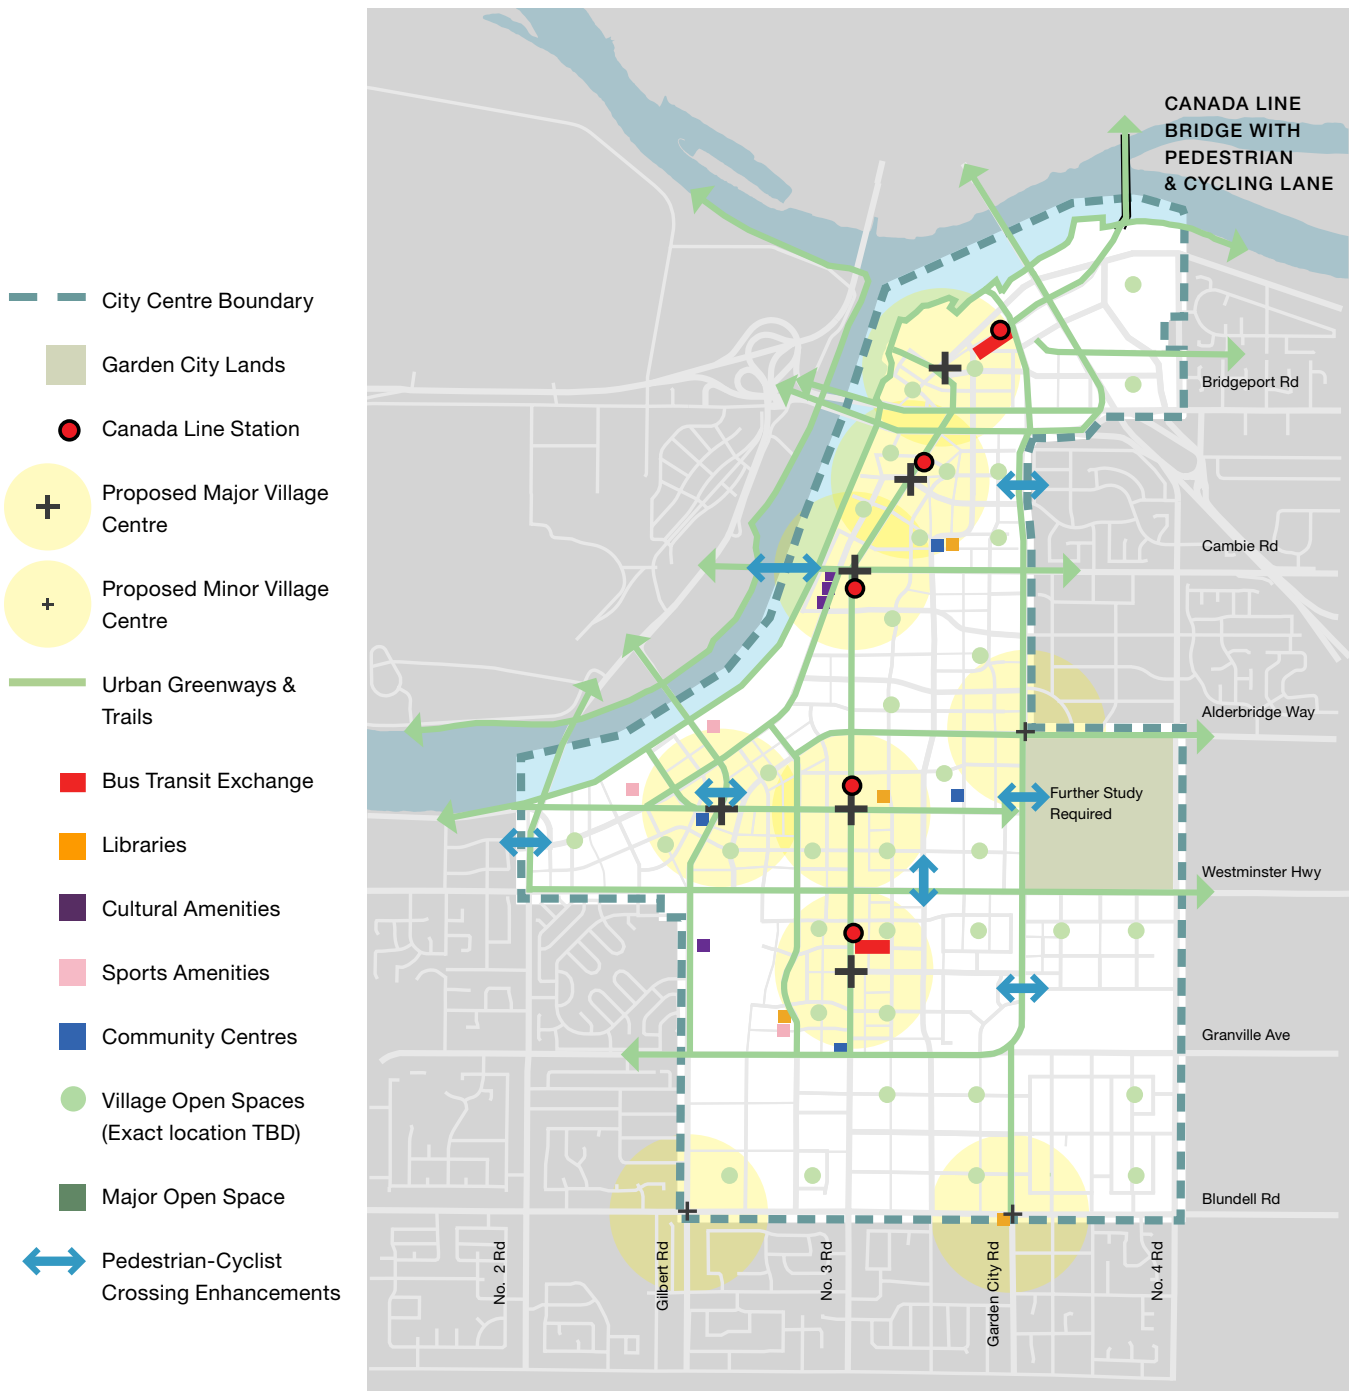 CANADA LINE
BRIDGE WITH
PEDESTRIAN
& CYCLING LANE
City Centre Boundary
Garden City Lands
Canada Line Station
Proposed Major Village
Centre
Proposed Minor Village
Centre
Urban Greenways &
Trails
Bus Transit Exchange
Libraries
Cultural Amenities
Sports Amenities
Community Centres
Village Open Spaces
(Exact location TBD)
Major Open Space
Pedestrian-Cyclist
Crossing Enhancements
Bridgeport Rd
Cambie Rd
Alderbridge Way
Further Study
Required
Westminster Hwy
Granville Ave
Blundell Rd
No. 2 Rd
Gilbert Rd
No. 3 Rd
Garden City Rd
No. 4 Rd